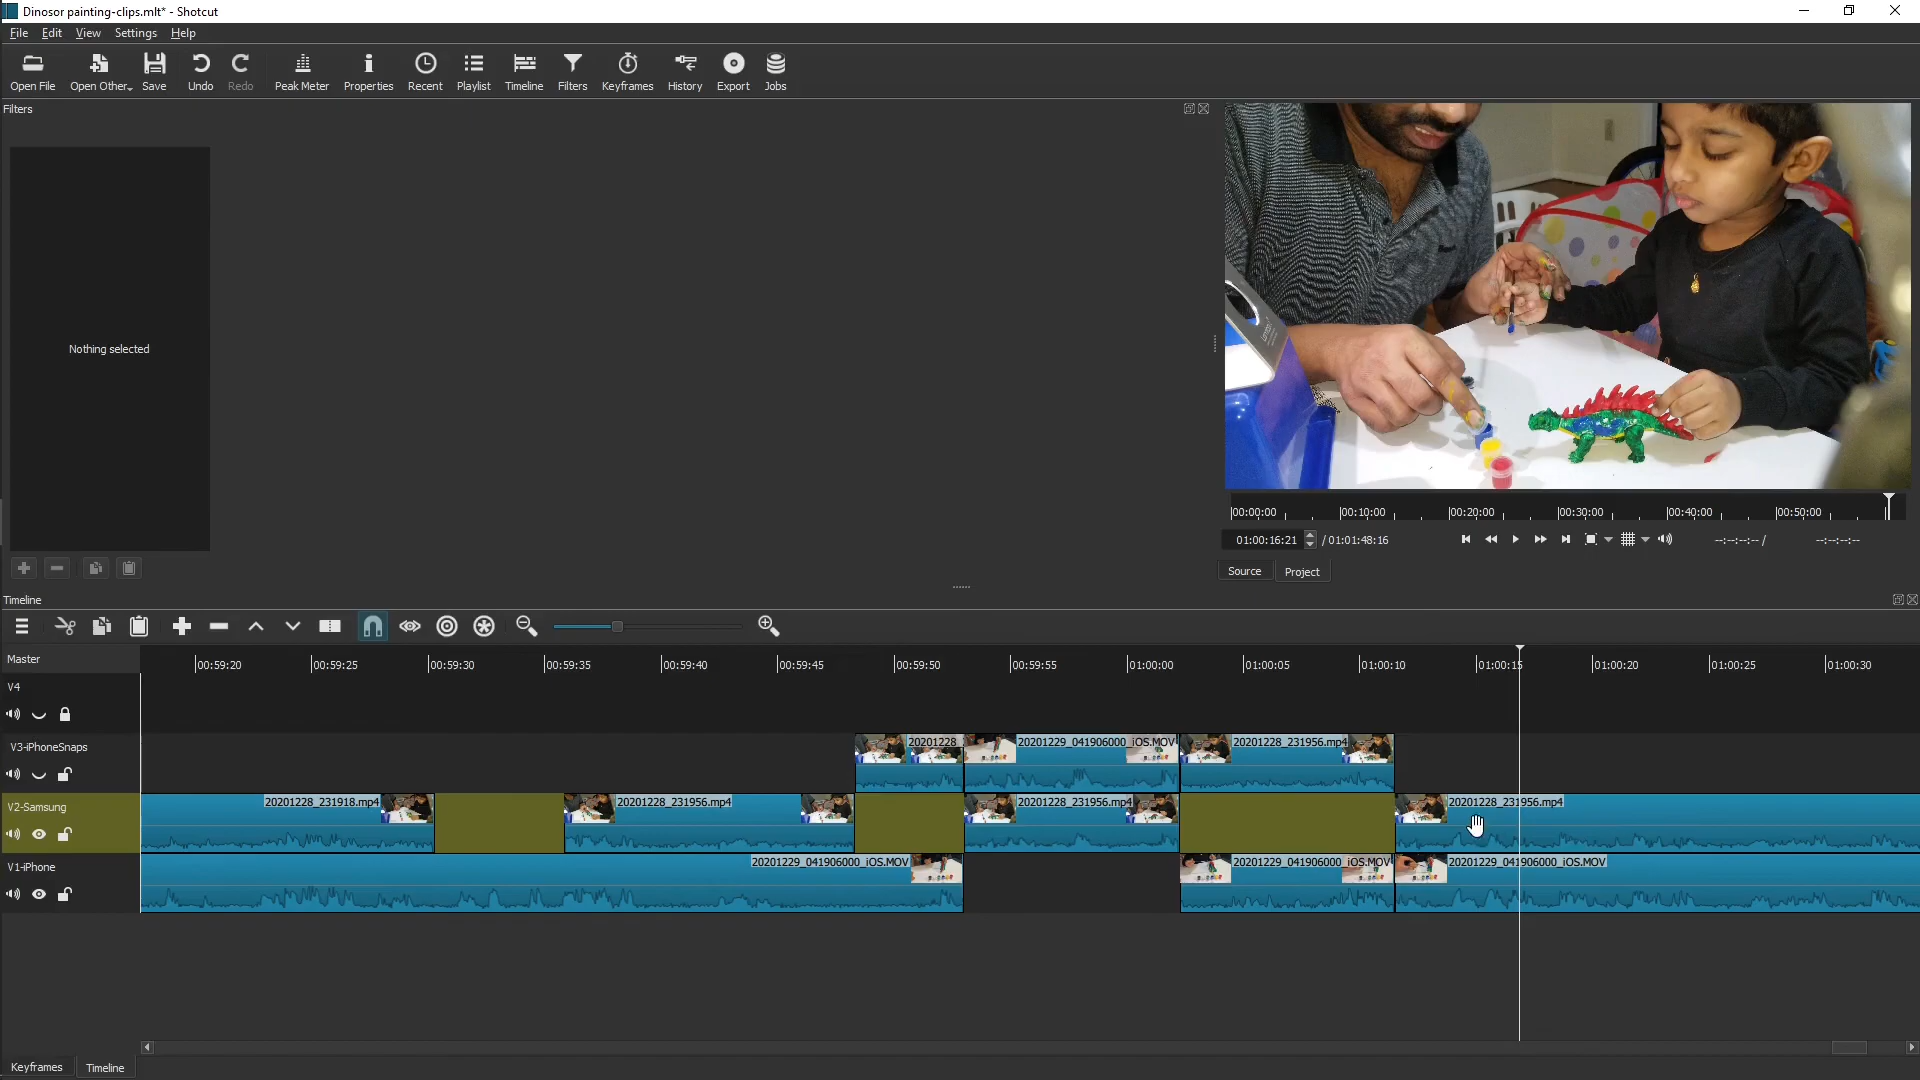 Dinosor painting-clips.mlt* - Shotcut
File Edit View Settings Help
Open File Open Other... Save Undo Redo Peak Meter Properties Recent Playlist Timeline Filters Keyframes History Export Jobs
Filters
Nothing selected
00:00:00 00:10:00 00:20:00 00:30:00 00:40:00 00:50:00
01:00:16:21 / 01:01:48:16 --:--:--:-- / --:--:--:--
Source Project
Timeline
Master
00:59:20 00:59:25 00:59:30 00:59:35 00:59:40 00:59:45 00:59:50 00:59:55 01:00:00 01:00:05 01:00:10 01:00:15 01:00:20 01:00:25 01:00:30
V4
V3-iPhoneSnaps
20201228 20201229_041906000_iOS.MOV 20201228_231956.mp4
V2-Samsung
20201228_231918.mp4 20201228_231956.mp4 20201228_231956.mp4 20201228_231956.mp4
V1-iPhone
20201229_041906000_iOS.MOV 20201229_041906000_iOS.MOV 20201229_041906000_iOS.MOV
Keyframes Timeline